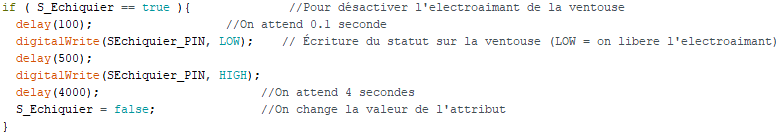 if ( S_Echiquier == true ){ //Pour désactiver l'electroaimant de la ventouse
delay(100); //On attend 0.1 seconde
digitalWrite(SEchiquier_PIN, LOW); // Écriture du statut sur la ventouse (LOW = on libere l'electroaimant)
delay(500);
digitalWrite(SEchiquier_PIN, HIGH);
delay(4000); //On attend 4 secondes
S_Echiquier = false; //On change la valeur de l'attribut
}